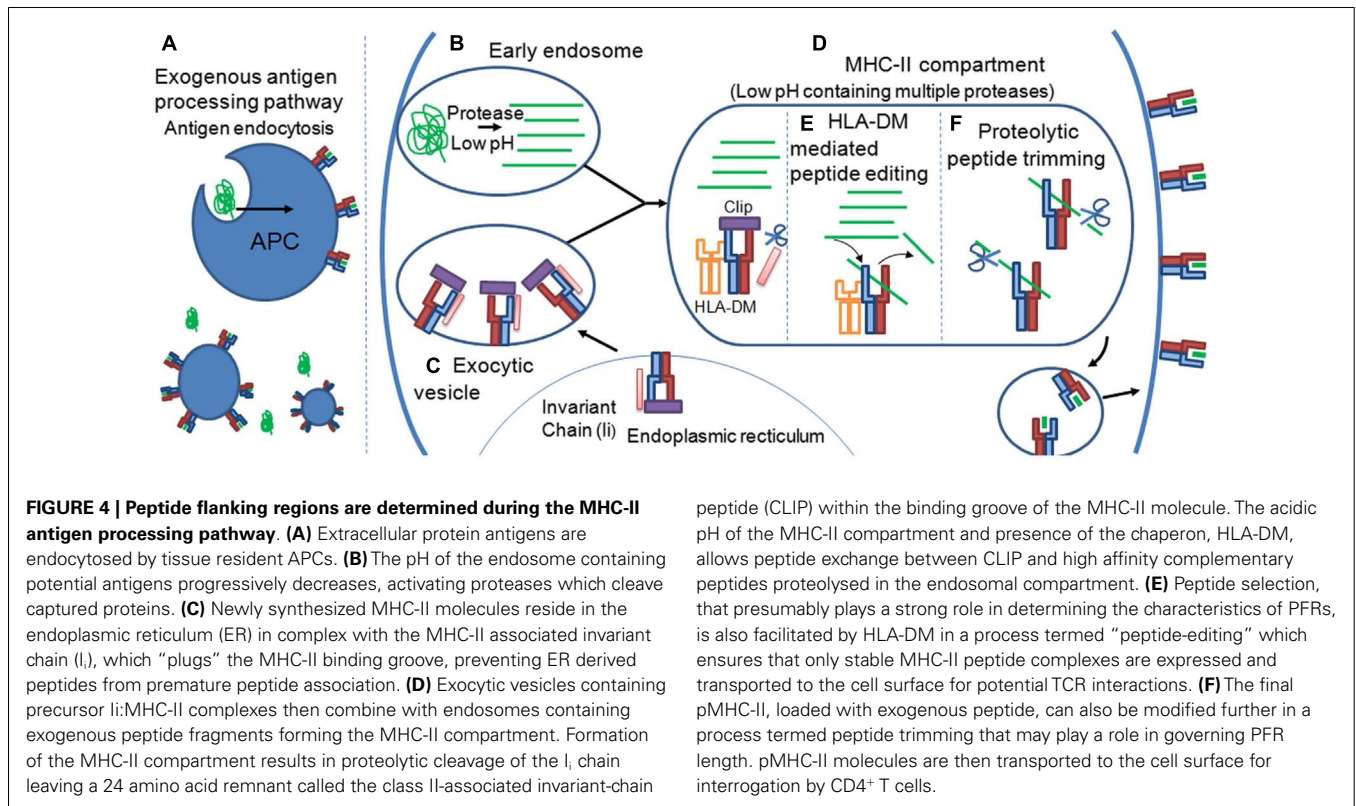 A
Exogenous antigen
processing pathway
Antigen endocytosis
APC
B
Early endosome
Protease
Low pH
C Exocytic
vesicle
Invariant
Chain (Ii)
Endoplasmic recticulum
D
MHC-II compartment
(Low pH containing multiple proteases)
Clip
HLA-DM
E HLA-DM
mediated
peptide editing
F Proteolytic
peptide trimming
FIGURE 4 | Peptide flanking regions are determined during the MHC-II
antigen processing pathway. (A) Extracellular protein antigens are
endocytosed by tissue resident APCs. (B) The pH of the endosome containing
potential antigens progressively decreases, activating proteases which cleave
captured proteins. (C) Newly synthesized MHC-II molecules reside in the
endoplasmic reticulum (ER) in complex with the MHC-II associated invariant
chain (Ii), which “plugs” the MHC-II binding groove, preventing ER derived
peptides from premature peptide association. (D) Exocytic vesicles containing
precursor Ii:MHC-II complexes then combine with endosomes containing
exogenous peptide fragments forming the MHC-II compartment. Formation
of the MHC-II compartment results in proteolytic cleavage of the Ii chain
leaving a 24 amino acid remnant called the class II-associated invariant-chain
peptide (CLIP) within the binding groove of the MHC-II molecule. The acidic
pH of the MHC-II compartment and presence of the chaperon, HLA-DM,
allows peptide exchange between CLIP and high affinity complementary
peptides proteolysed in the endosomal compartment. (E) Peptide selection,
that presumably plays a strong role in determining the characteristics of PFRs,
is also facilitated by HLA-DM in a process termed “peptide-editing” which
ensures that only stable MHC-II peptide complexes are expressed and
transported to the cell surface for potential TCR interactions. (F) The final
pMHC-II, loaded with exogenous peptide, can also be modified further in a
process termed peptide trimming that may play a role in governing PFR
length. pMHC-II molecules are then transported to the cell surface for
interrogation by CD4+ T cells.